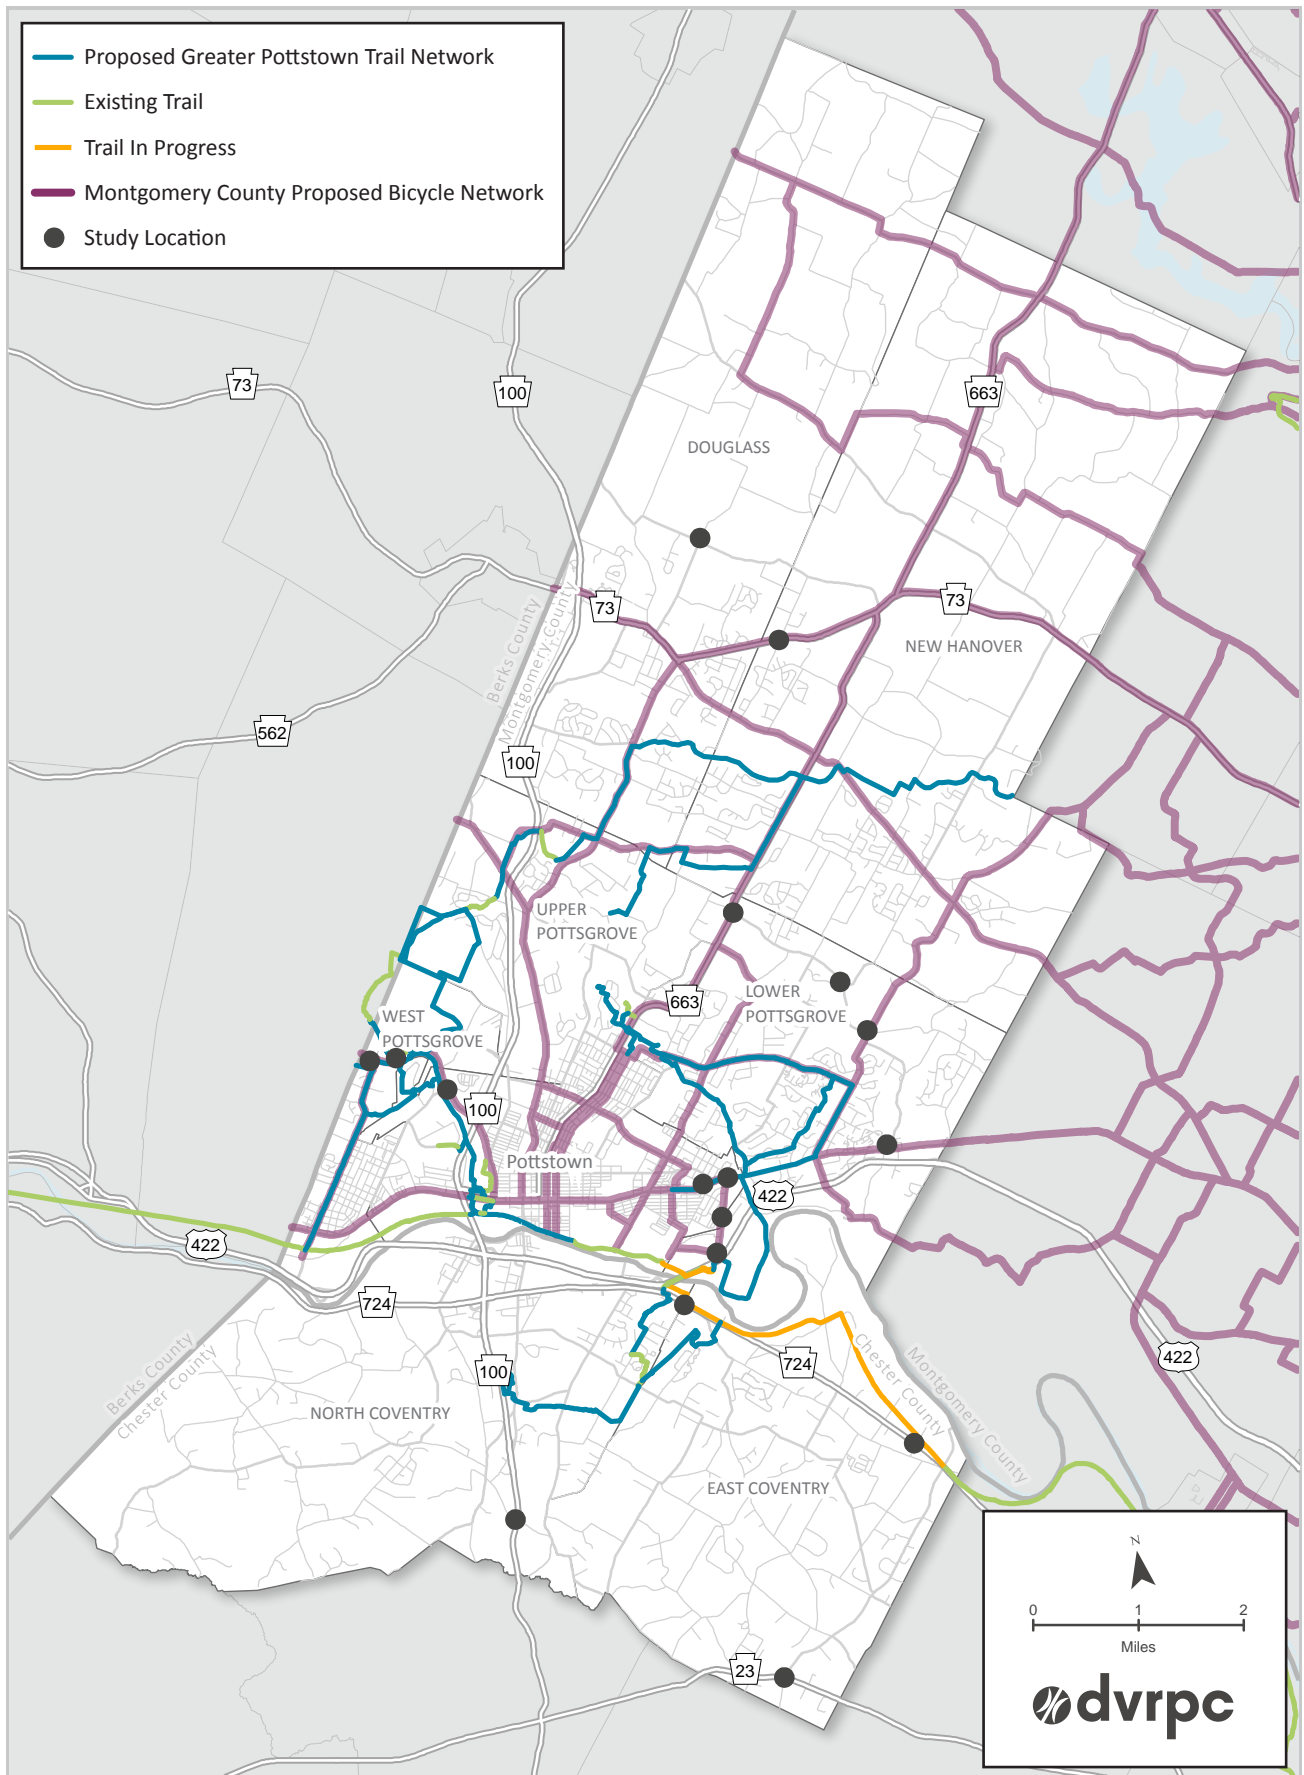 Proposed Greater Pottstown Trail Network
Existing Trail
Trail In Progress
Montgomery County Proposed Bicycle Network
Study Location
73
100
663
DOUGLASS
73
73
NEW HANOVER
Berks County
Montgomery County
562
100
UPPER
POTTSGROVE
663
LOWER
POTTSGROVE
WEST
POTTSGROVE
100
Pottstown
422
422
724
724
422
Berks County
Chester County
Chester County
Montgomery County
100
NORTH COVENTRY
EAST COVENTRY
23
N
0 1 2
Miles
dvrpc